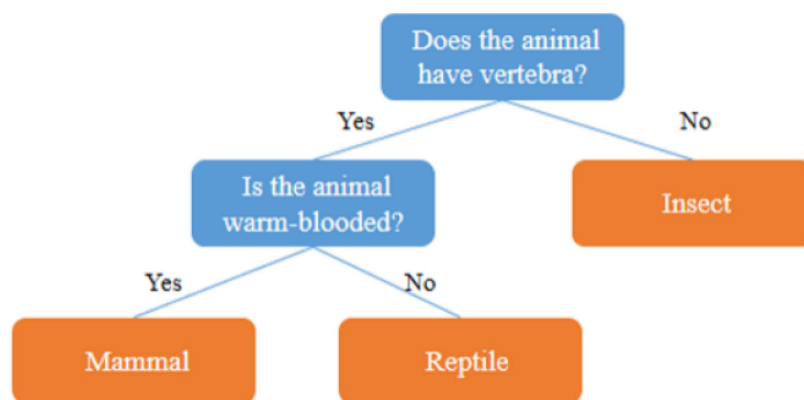 Does the animal
have vertebra?
Yes
No
Is the animal
warm-blooded?
Insect
Yes
No
Mammal
Reptile